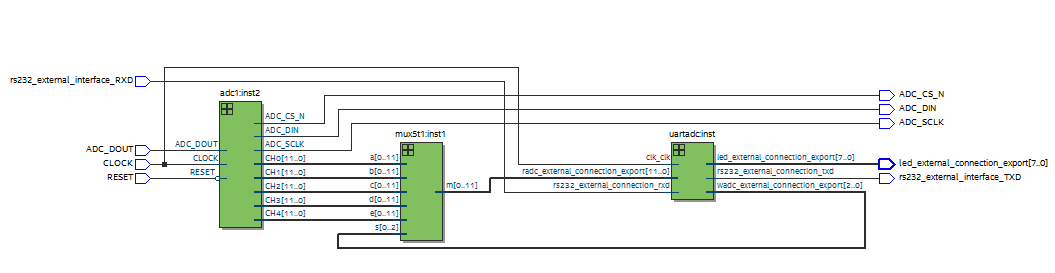 rs232_external_interface_RXD
adc1:inst2
ADC_CS_N
ADC_CS_N
ADC_DIN
ADC_DIN
ADC_SCLK
mux5t1:inst1
uartadc:inst
ADC_DOUT
ADC_DOUT
ADC_SCLK
CLOCK
CLOCK
CH0[11..0]
a[0..11]
clk_clk
led_external_connection_export[7..0]
led_external_connection_export[7..0]
RESET
RESET
CH1[11..0]
b[0..11]
radc_external_connection_export[11..0]
rs232_external_connection_txd
rs232_external_interface_TXD
CH2[11..0]
c[0..11]
m[0..11]
rs232_external_connection_rxd
wadc_external_connection_export[2..0]
CH3[11..0]
d[0..11]
CH4[11..0]
e[0..11]
s[0..2]